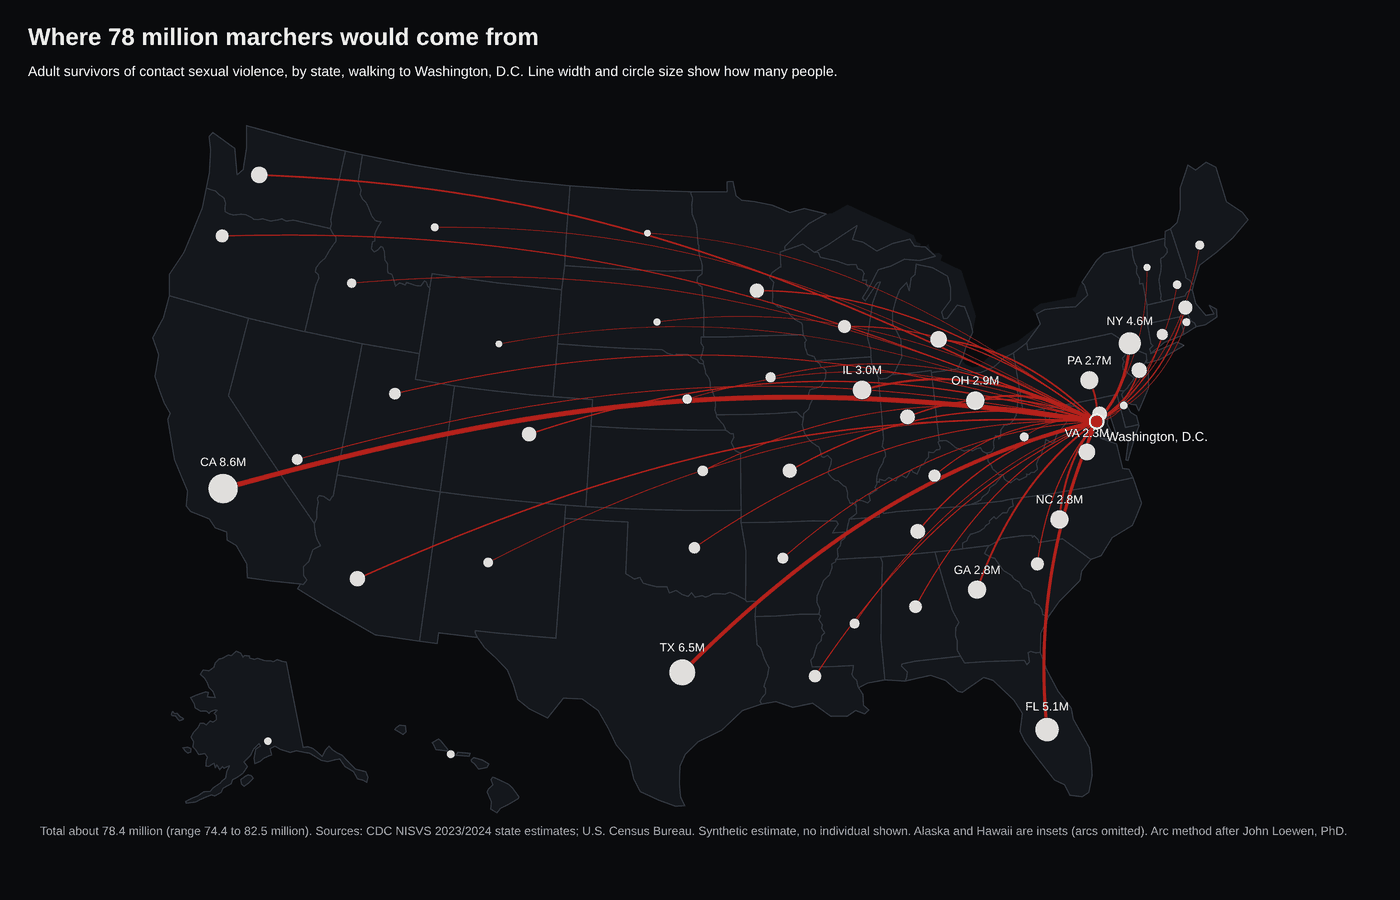 Where 78 million marchers would come from
Adult survivors of contact sexual violence, by state, walking to Washington, D.C. Line width and circle size show how many people.
NY 4.6M
PA 2.7M
IL 3.0M
OH 2.9M
VA 2.3M
Washington, D.C.
CA 8.6M
NC 2.8M
GA 2.8M
TX 6.5M
FL 5.1M
Total about 78.4 million (range 74.4 to 82.5 million). Sources: CDC NISVS 2023/2024 state estimates; U.S. Census Bureau. Synthetic estimate, no individual shown. Alaska and Hawaii are insets (arcs omitted). Arc method after John Loewen, PhD.